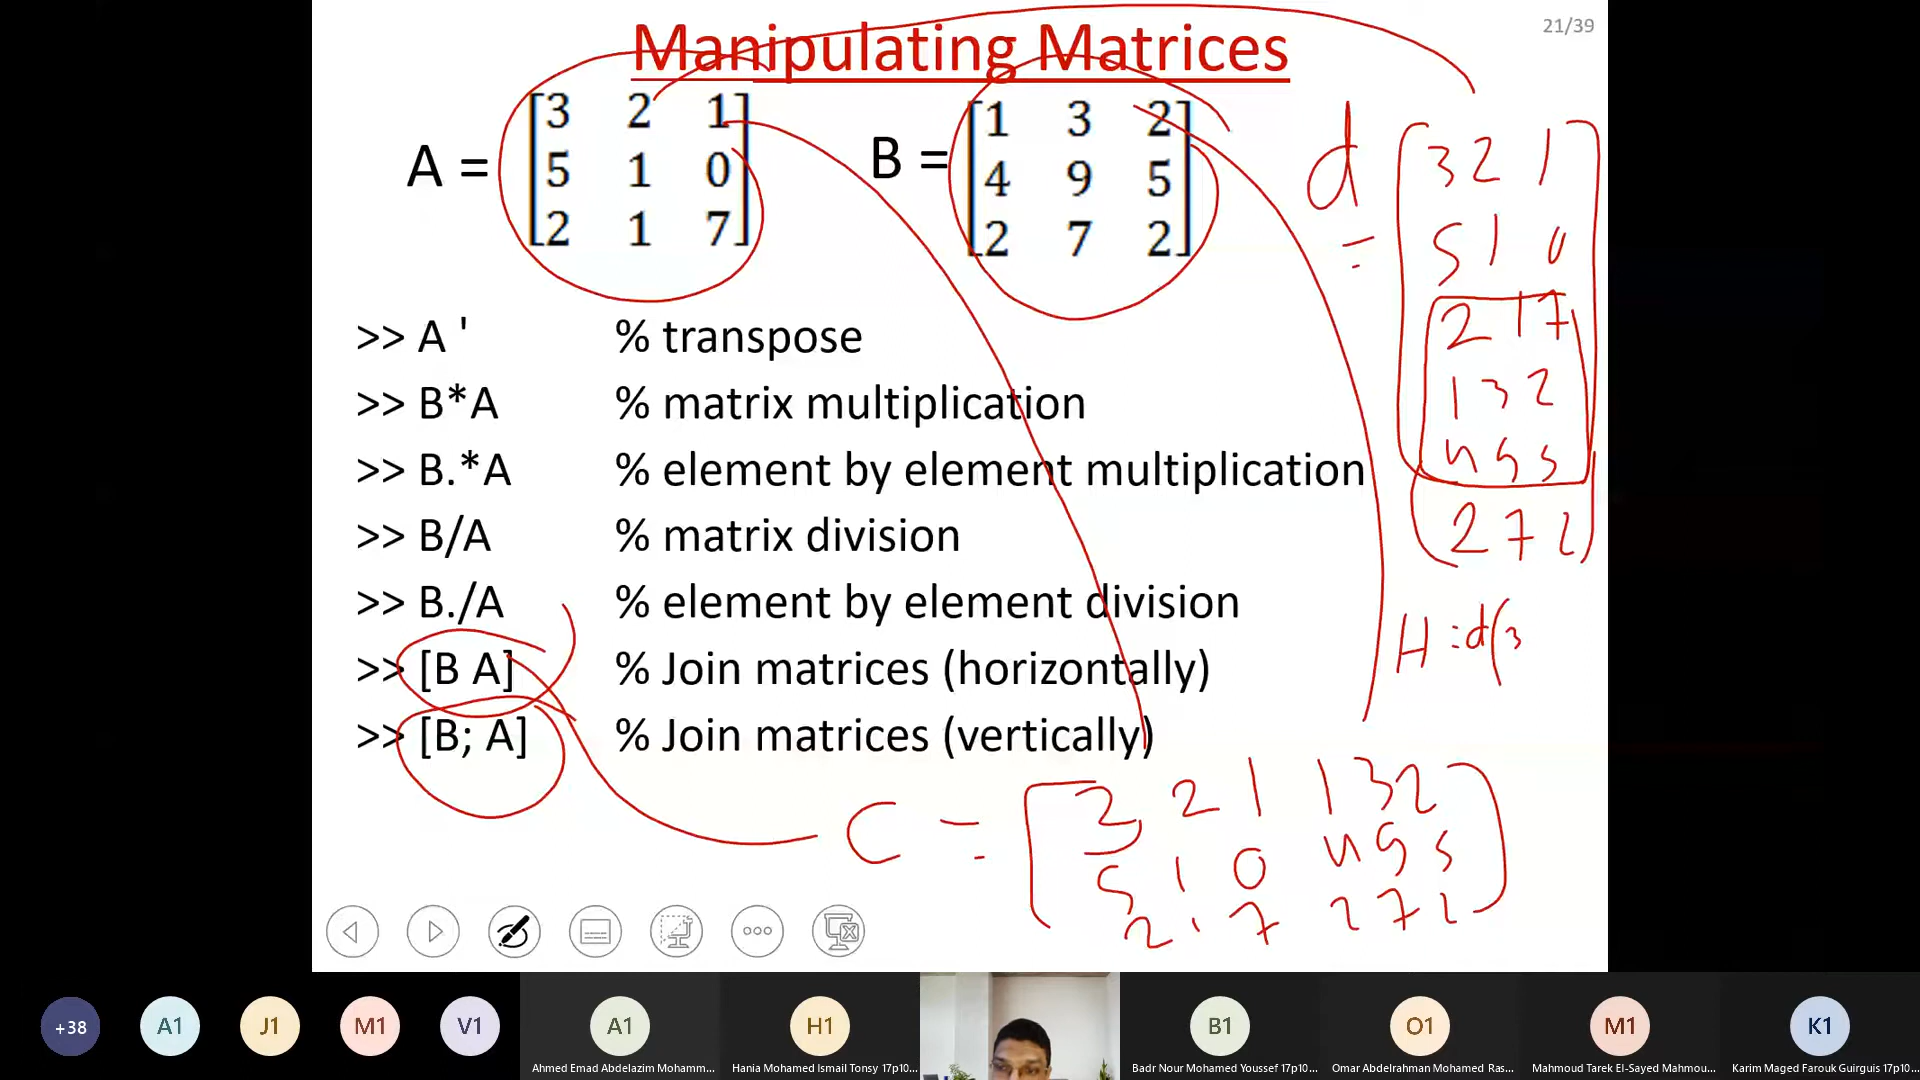 Manipulating Matrices
21/39
A = [3 2 1
5 1 0
2 1 7]
B = [1 3 2
4 9 5
2 7 2]
d = [3 2 1
5 1 0
2 1 7
1 3 2
4 9 5
2 7 2]
H = d(3
>> A ' % transpose
>> B*A % matrix multiplication
>> B.*A % element by element multiplication
>> B/A % matrix division
>> B./A % element by element division
>> [B A] % Join matrices (horizontally)
>> [B; A] % Join matrices (vertically)
C = [3 2 1 1 3 2
5 1 0 4 9 5
2 1 7 2 7 2]
+38
A1
J1
M1
V1
A1
H1
B1
O1
M1
K1
Ahmed Emad Abdelazim Mohamm...
Hania Mohamed Ismail Tonsy 17p10...
Badr Nour Mohamed Youssef 17p10...
Omar Abdelrahman Mohamed Ras...
Mahmoud Tarek El-Sayed Mahmou...
Karim Maged Farouk Guirguis 17p10...